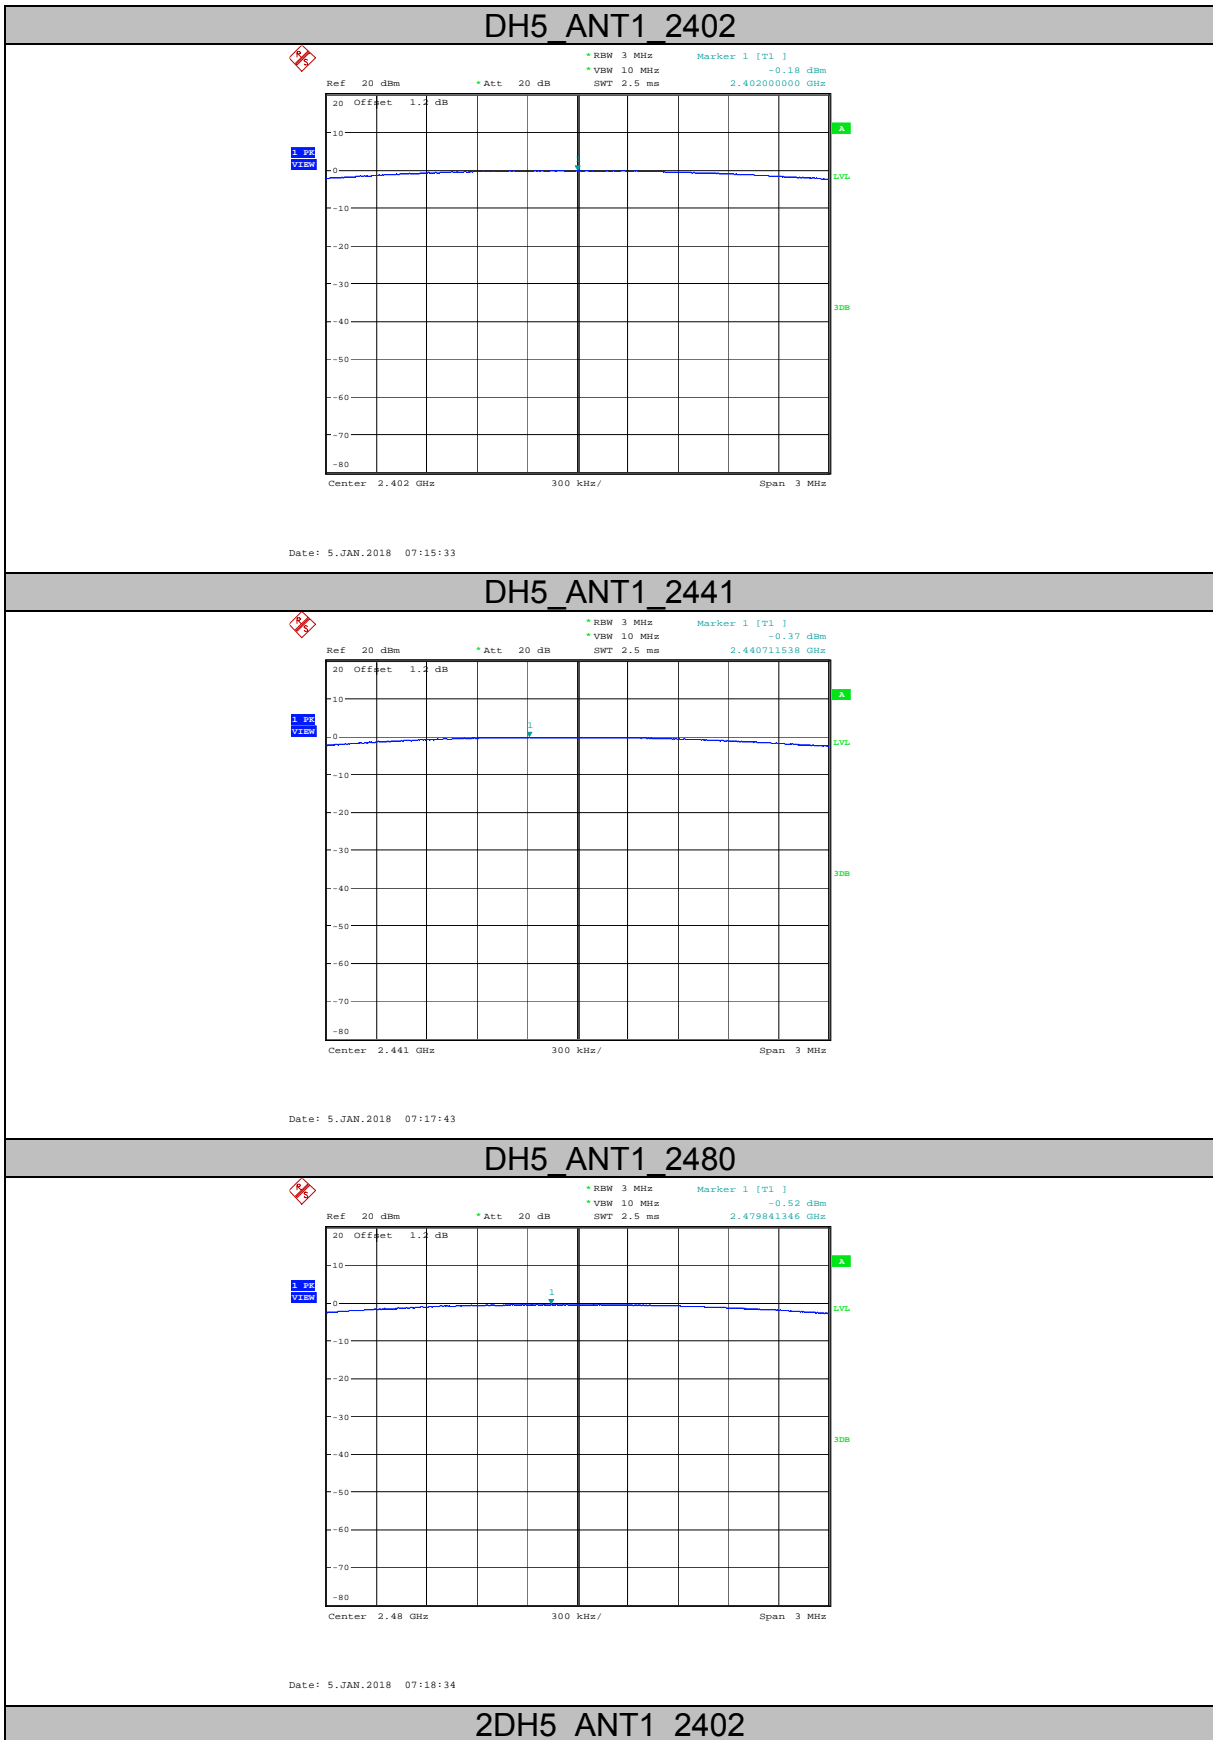 DH5_ANT1_2402
R S
* RBW 3 MHz Marker 1 [T1 ]
* VBW 10 MHz -0.18 dBm
Ref 20 dBm * Att 20 dB SWT 2.5 ms 2.402000000 GHz
20 Offset 1.2 dB
A
10
1 PK
VIEW
0
LVL
-10
-20
-30
3DB
-40
-50
-60
-70
-80
Center 2.402 GHz 300 kHz/ Span 3 MHz
Date: 5.JAN.2018 07:15:33
DH5_ANT1_2441
R S
* RBW 3 MHz Marker 1 [T1 ]
* VBW 10 MHz -0.37 dBm
Ref 20 dBm * Att 20 dB SWT 2.5 ms 2.440711538 GHz
20 Offset 1.2 dB
A
10
1 PK
1
VIEW
0
LVL
-10
-20
-30
3DB
-40
-50
-60
-70
-80
Center 2.441 GHz 300 kHz/ Span 3 MHz
Date: 5.JAN.2018 07:17:43
DH5_ANT1_2480
R S
* RBW 3 MHz Marker 1 [T1 ]
* VBW 10 MHz -0.52 dBm
Ref 20 dBm * Att 20 dB SWT 2.5 ms 2.479841346 GHz
20 Offset 1.2 dB
A
10
1 PK
1
VIEW
0
LVL
-10
-20
-30
3DB
-40
-50
-60
-70
-80
Center 2.48 GHz 300 kHz/ Span 3 MHz
Date: 5.JAN.2018 07:18:34
2DH5_ANT1_2402